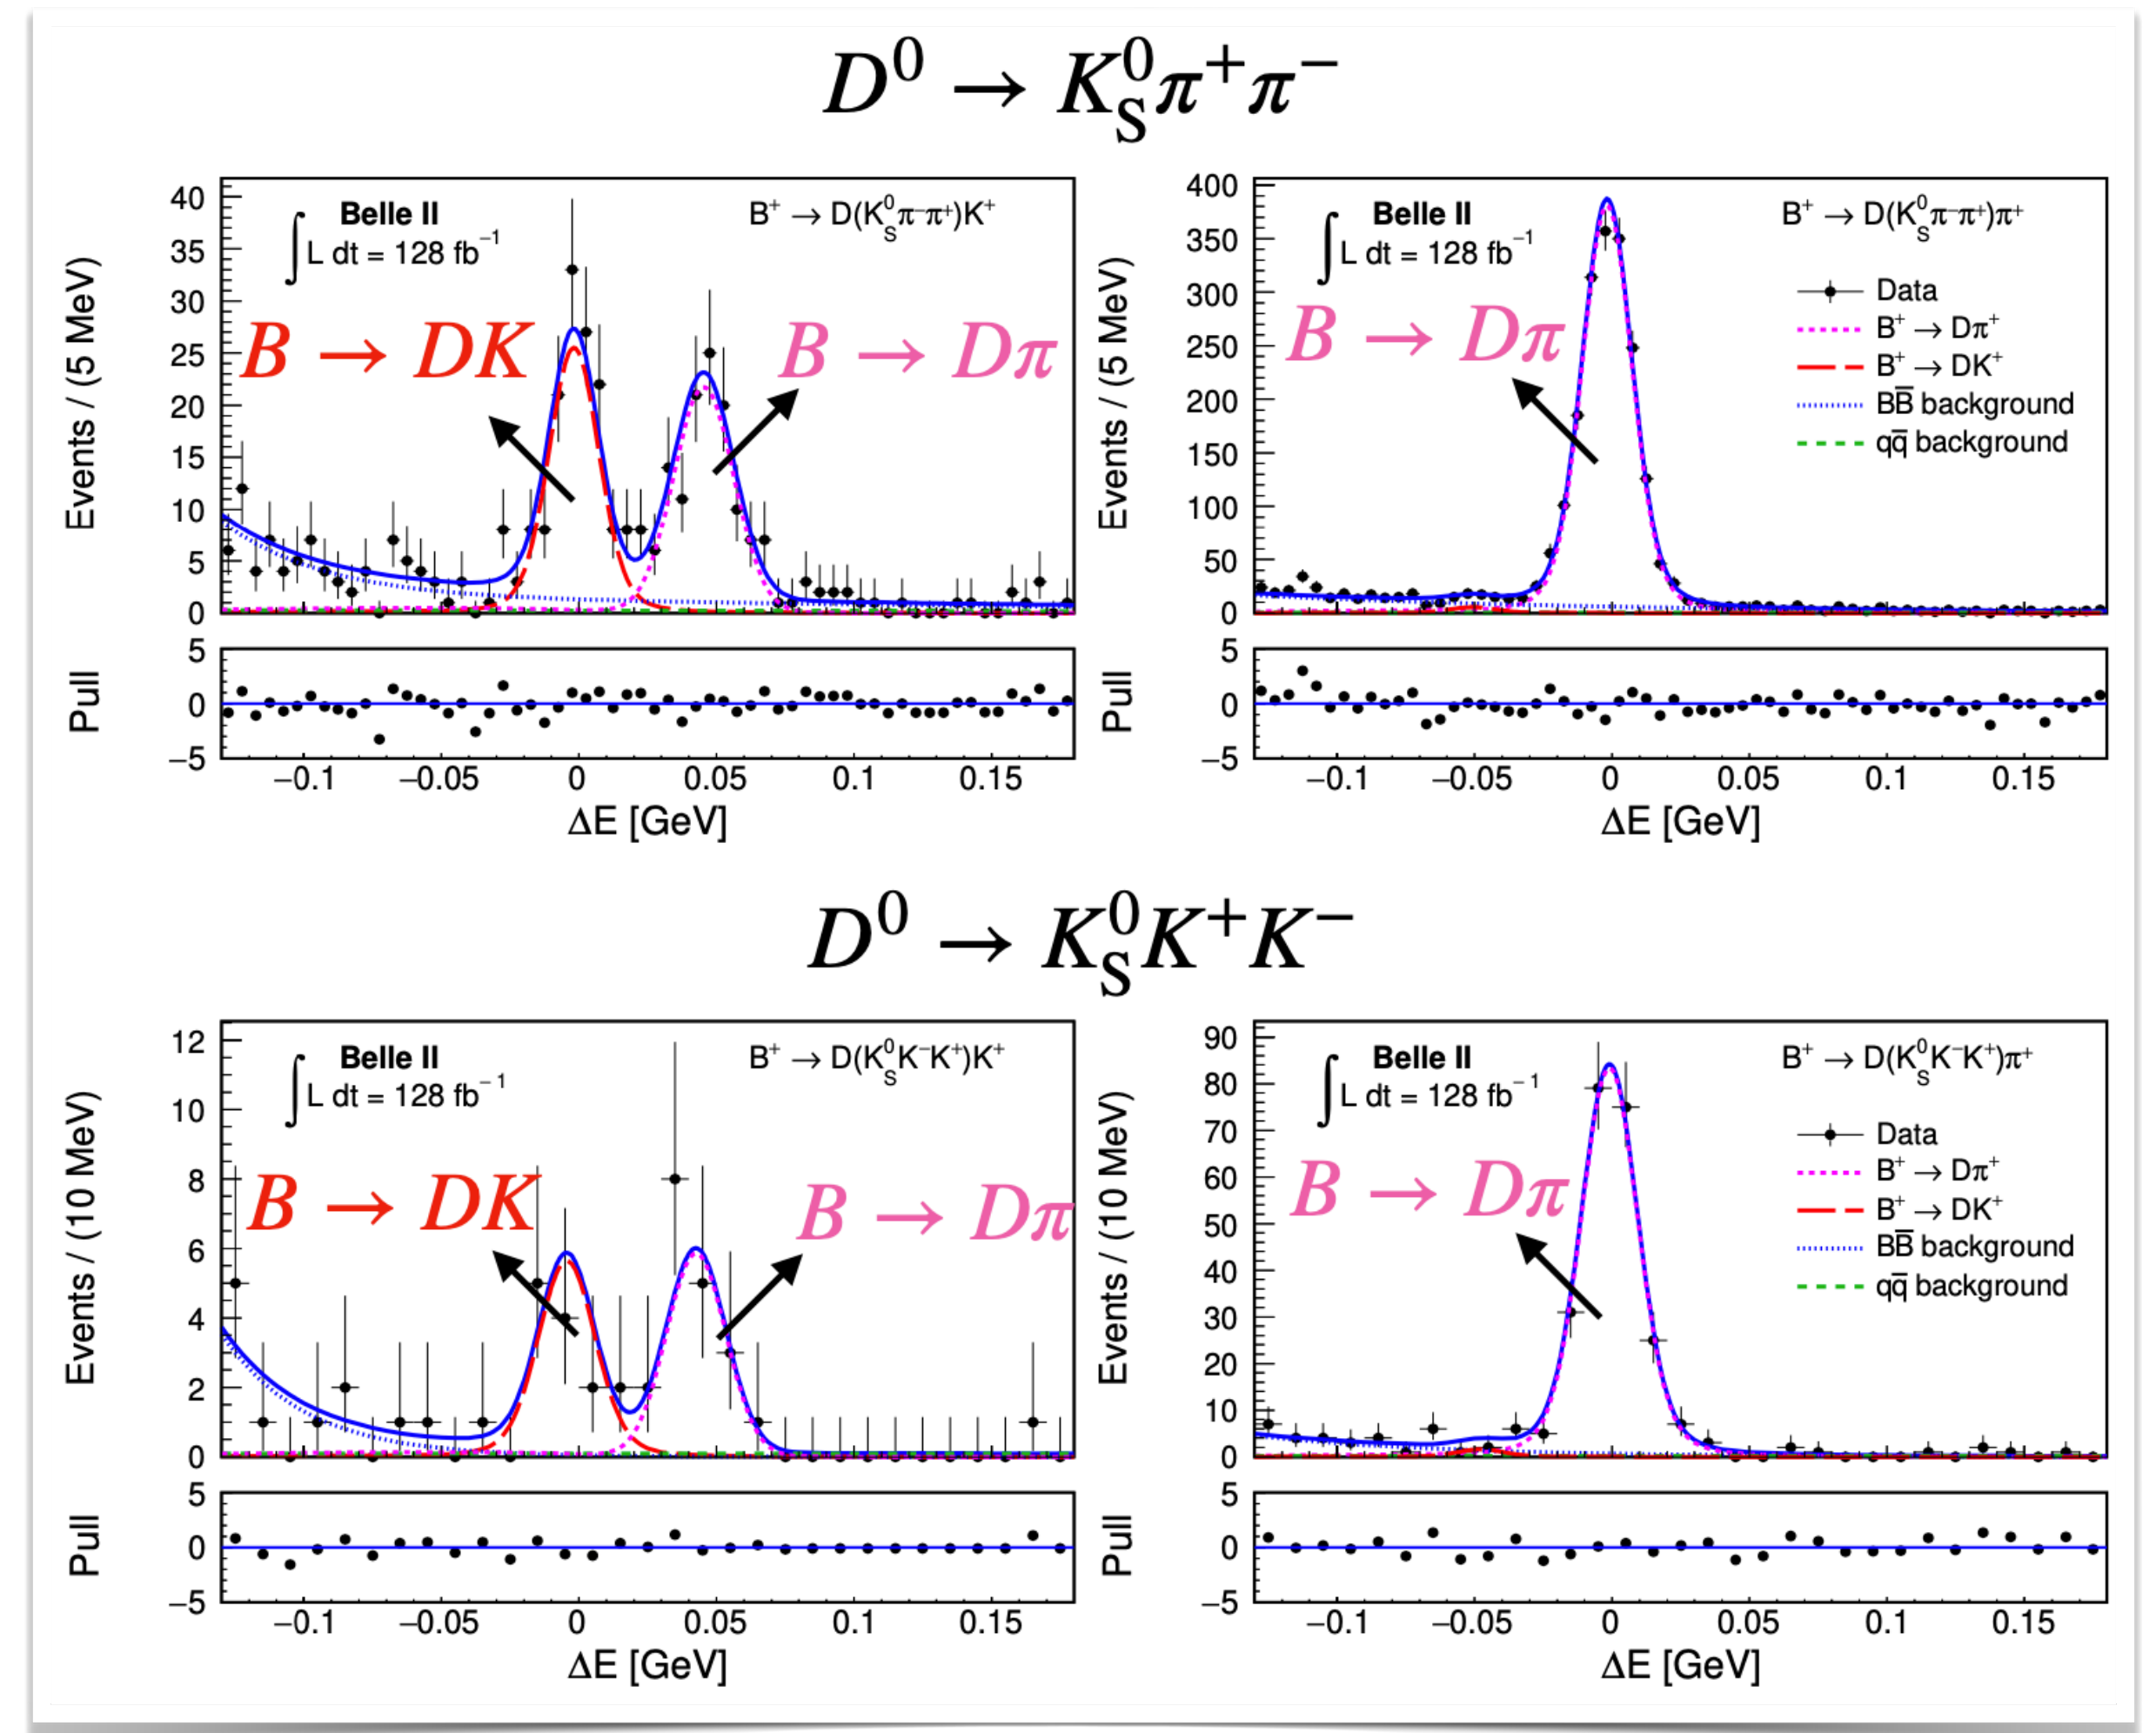 D⁰ → K⁰_S π⁺π⁻
40
35
30
25
20
15
10
5
0
Events / (5 MeV)
Belle II
∫ L dt = 128 fb⁻¹
B⁺ → D(K⁰_S π⁻π⁺)K⁺
B → DK
B → Dπ
5
0
−5
Pull
−0.1 −0.05 0 0.05 0.1 0.15
ΔE [GeV]
400
350
300
250
200
150
100
50
0
Events / (5 MeV)
Belle II
∫ L dt = 128 fb⁻¹
B⁺ → D(K⁰_S π⁻π⁺)π⁺
B → Dπ
Data
B⁺ → Dπ⁺
B⁺ → DK⁺
BB̅ background
qq̅ background
5
0
−5
Pull
−0.1 −0.05 0 0.05 0.1 0.15
ΔE [GeV]
D⁰ → K⁰_S K⁺K⁻
12
10
8
6
4
2
0
Events / (10 MeV)
Belle II
∫ L dt = 128 fb⁻¹
B⁺ → D(K⁰_S K⁻K⁺)K⁺
B → DK
B → Dπ
5
0
−5
Pull
−0.1 −0.05 0 0.05 0.1 0.15
ΔE [GeV]
90
80
70
60
50
40
30
20
10
0
Events / (10 MeV)
Belle II
∫ L dt = 128 fb⁻¹
B⁺ → D(K⁰_S K⁻K⁺)π⁺
B → Dπ
Data
B⁺ → Dπ⁺
B⁺ → DK⁺
BB̅ background
qq̅ background
5
0
−5
Pull
−0.1 −0.05 0 0.05 0.1 0.15
ΔE [GeV]